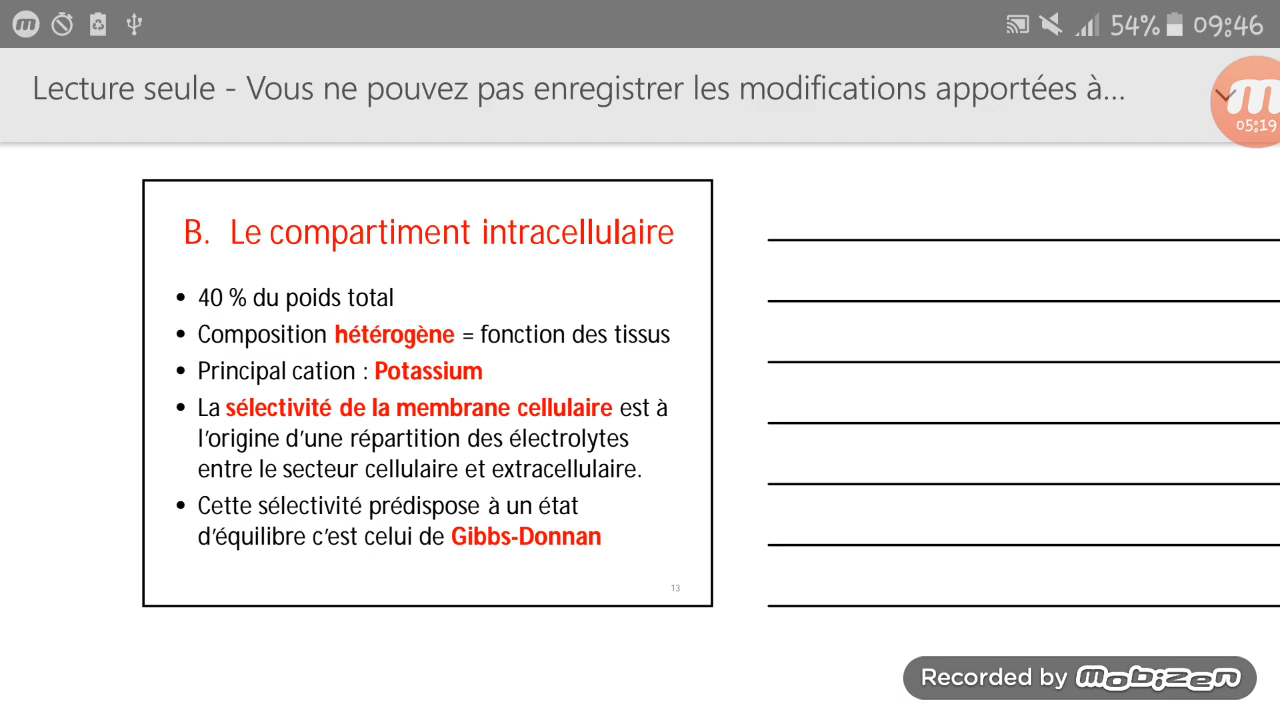 54% 09:46
Lecture seule - Vous ne pouvez pas enregistrer les modifications apportées à...
05:19
B. Le compartiment intracellulaire
• 40 % du poids total
• Composition hétérogène = fonction des tissus
• Principal cation : Potassium
• La sélectivité de la membrane cellulaire est à
l'origine d'une répartition des électrolytes
entre le secteur cellulaire et extracellulaire.
• Cette sélectivité prédispose à un état
d'équilibre c'est celui de Gibbs-Donnan
13
Recorded by mobizen